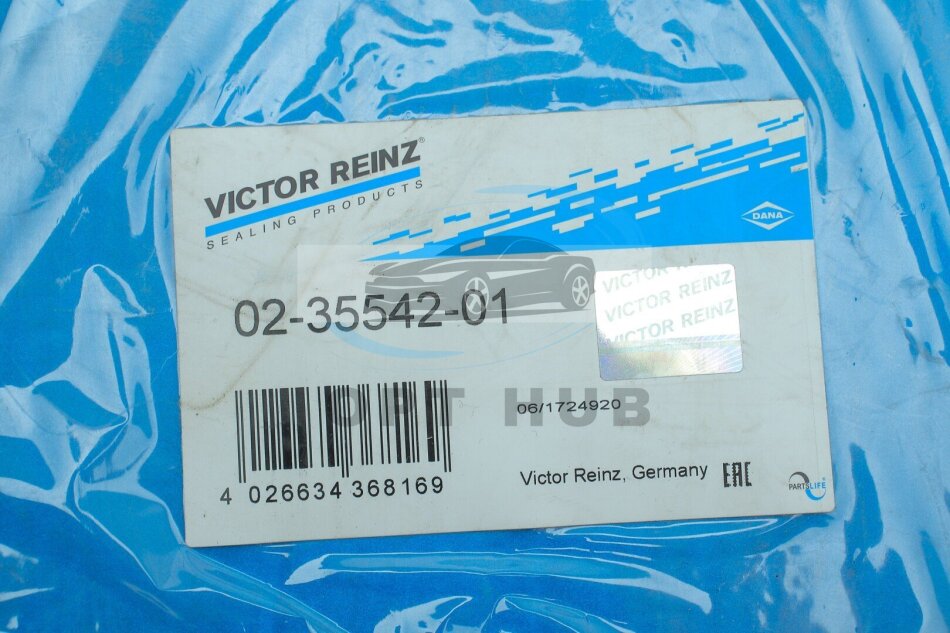 VICTOR REINZ®
SEALING PRODUCTS
DANA
02-35542-01
VICTOR REINZ
VICTOR REINZ
VICTOR REINZ
OPT HUB
06/1724920
4 026634 368169
Victor Reinz, Germany EAC
PARTSLIFE®